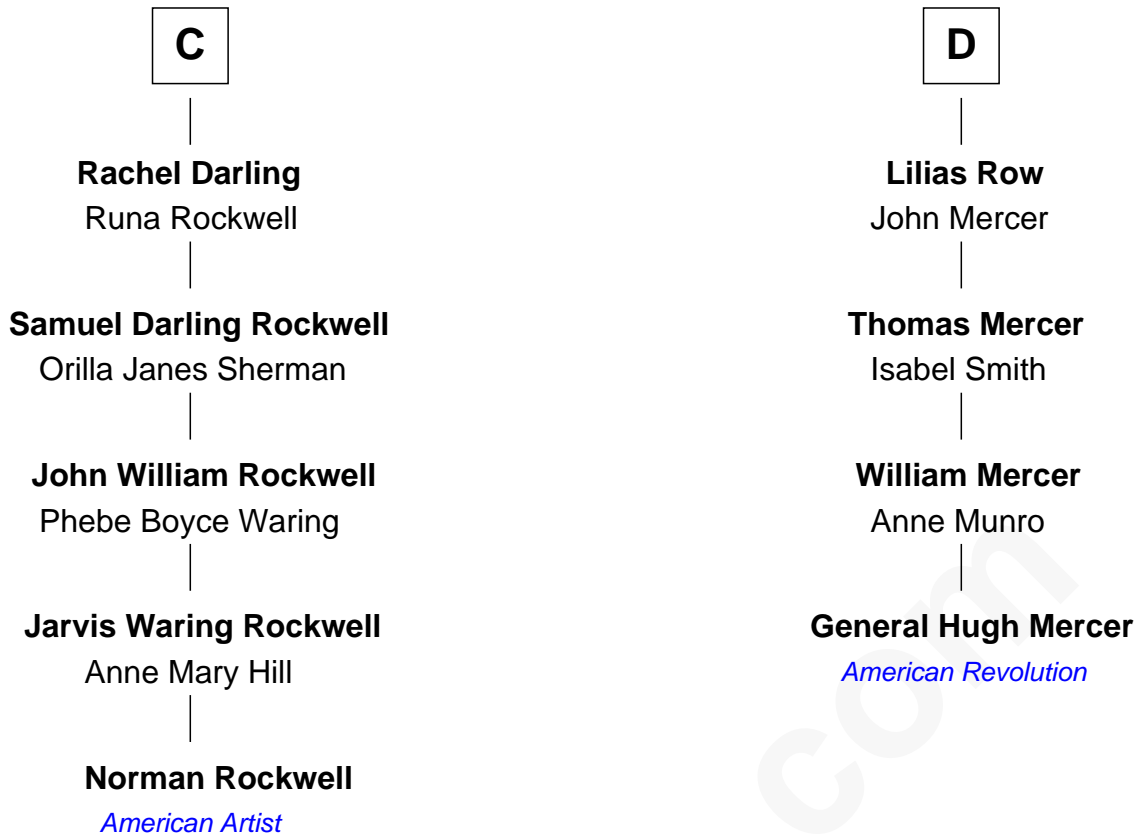 C
Rachel Darling
Runa Rockwell
Samuel Darling Rockwell
Orilla Janes Sherman
John William Rockwell
Phebe Boyce Waring
Jarvis Waring Rockwell
Anne Mary Hill
Norman Rockwell
American Artist
D
Lilias Row
John Mercer
Thomas Mercer
Isabel Smith
William Mercer
Anne Munro
General Hugh Mercer
American Revolution
com